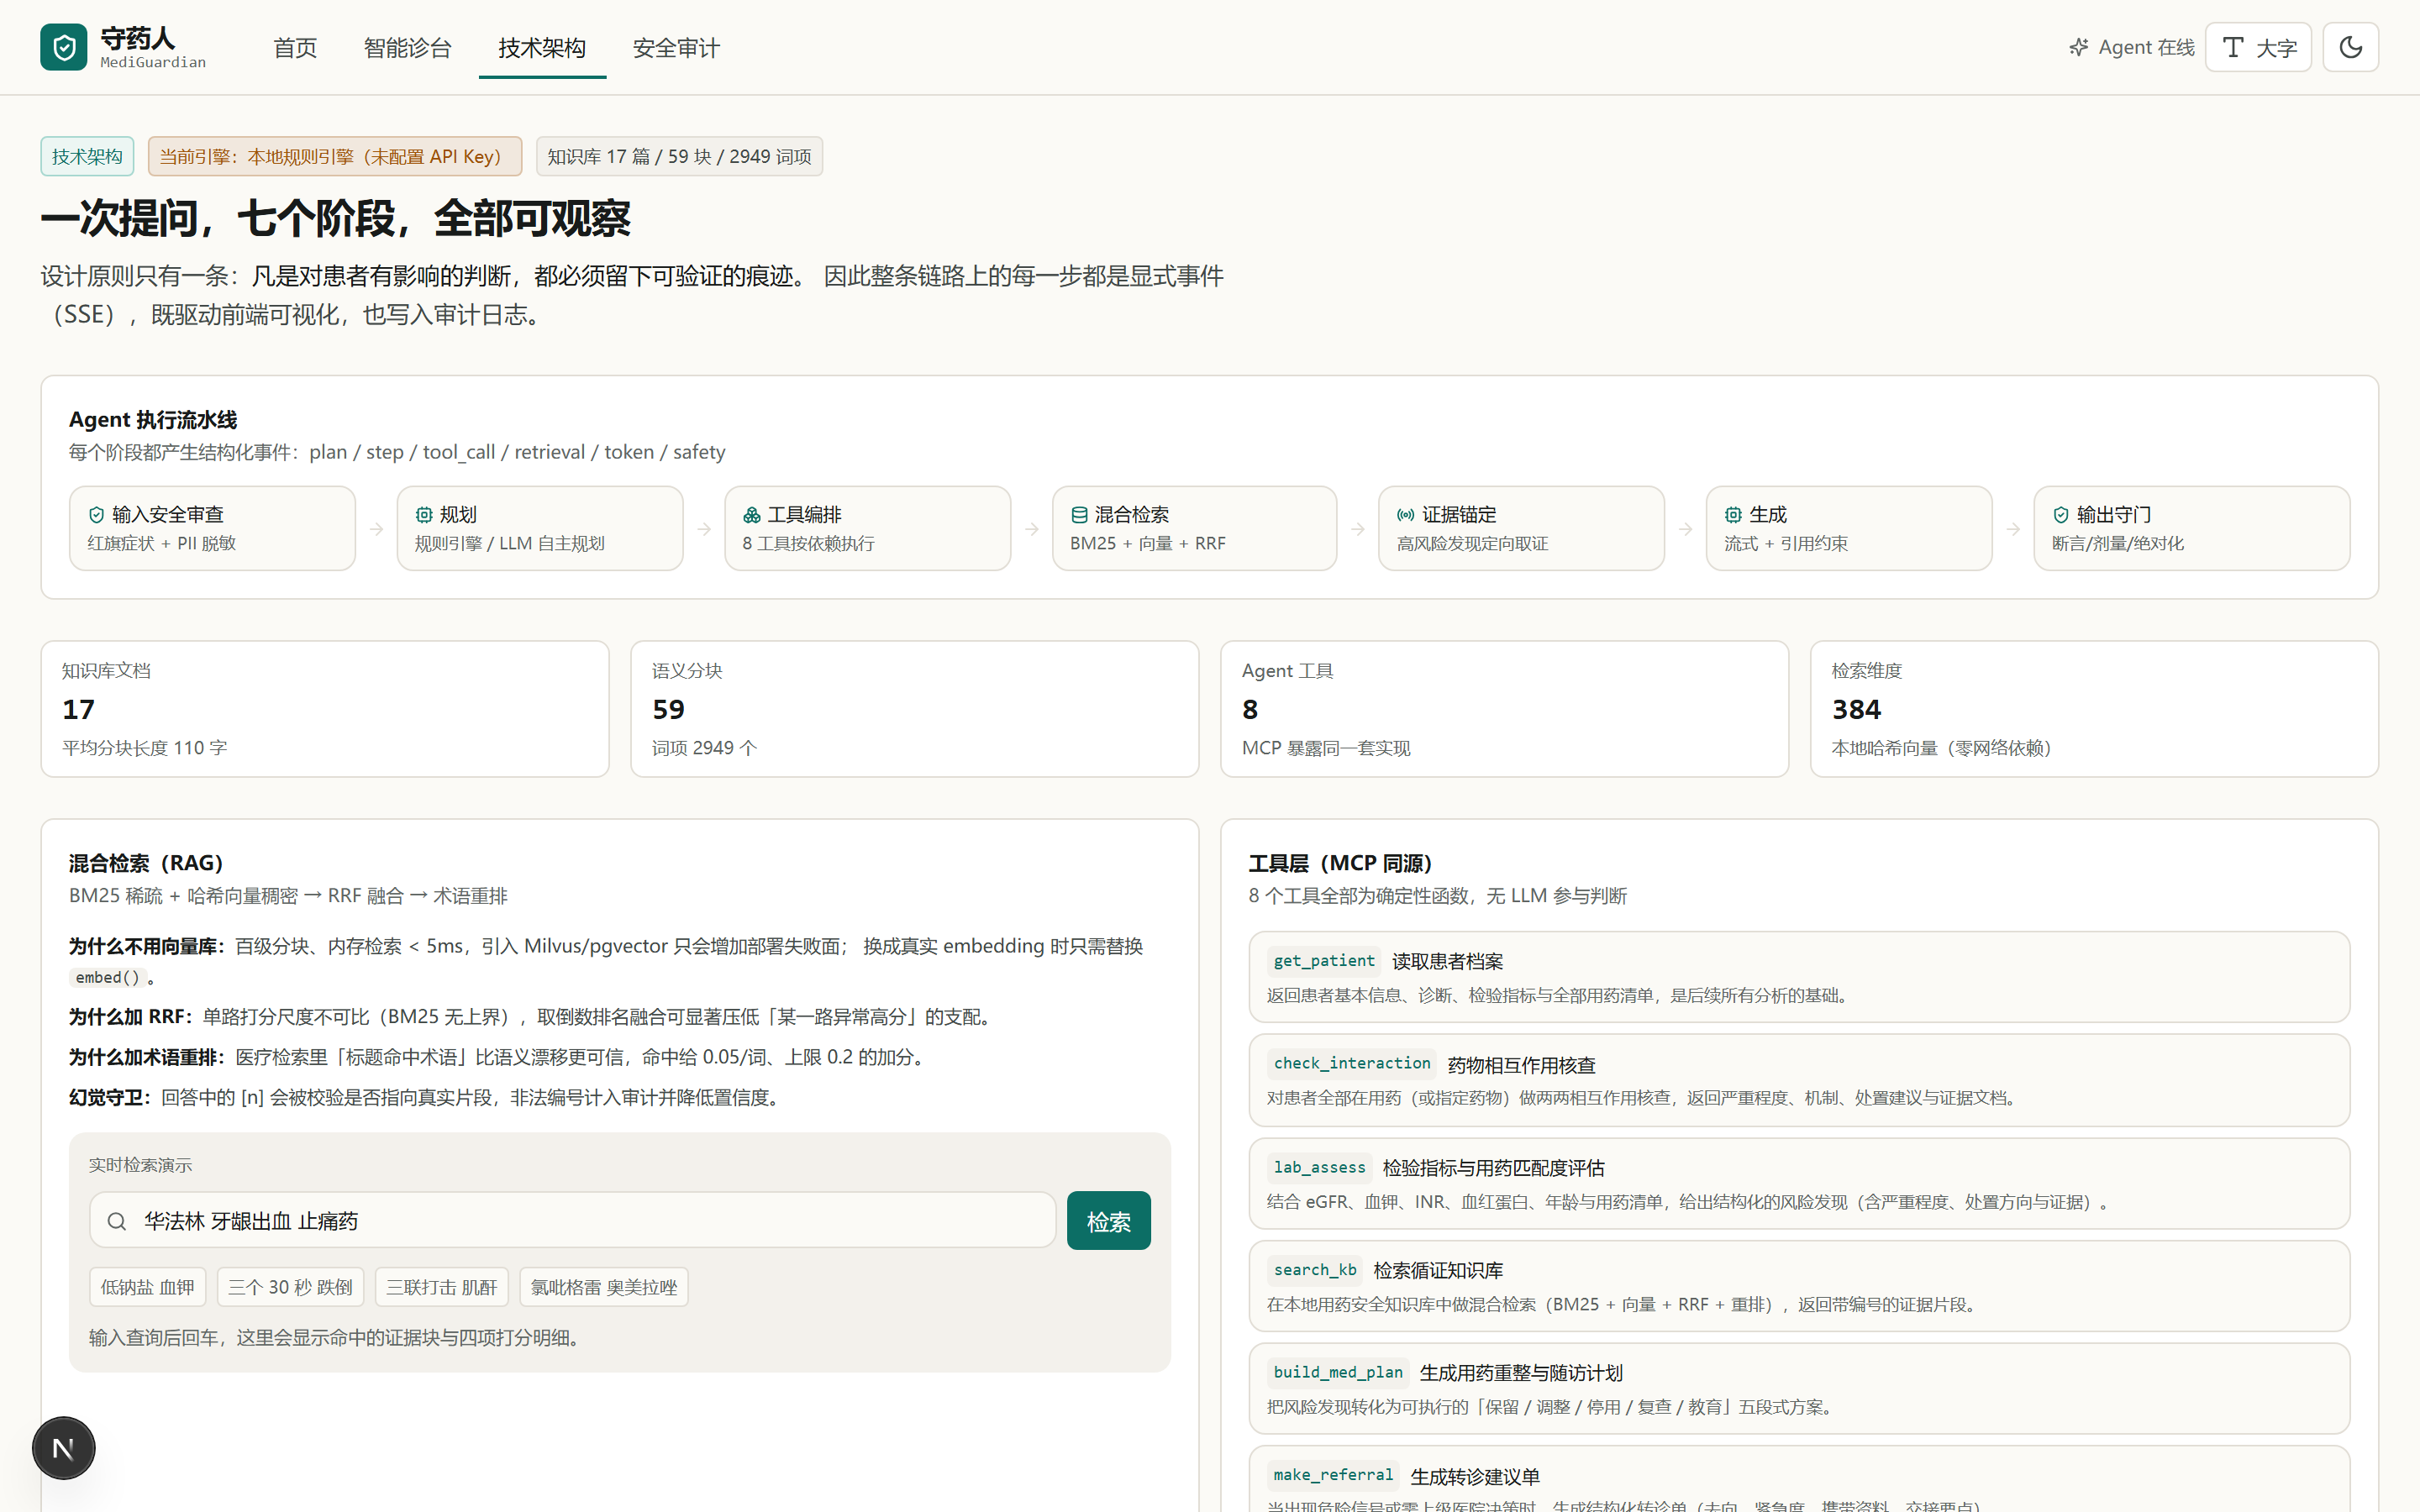 守药人
MediGuardian
首页
智能诊台
技术架构
安全审计
Agent 在线
大字
技术架构
当前引擎：本地规则引擎（未配置 API Key）
知识库 17 篇 / 59 块 / 2949 词项
一次提问，七个阶段，全部可观察
设计原则只有一条：凡是对患者有影响的判断，都必须留下可验证的痕迹。 因此整条链路上的每一步都是显式事件
（SSE），既驱动前端可视化，也写入审计日志。
Agent 执行流水线
每个阶段都产生结构化事件：plan / step / tool_call / retrieval / token / safety
输入安全审查
红旗症状 + PII 脱敏
规划
规则引擎 / LLM 自主规划
工具编排
8 工具按依赖执行
混合检索
BM25 + 向量 + RRF
证据锚定
高风险发现定向取证
生成
流式 + 引用约束
输出守门
断言/剂量/绝对化
知识库文档
17
平均分块长度 110 字
语义分块
59
词项 2949 个
Agent 工具
8
MCP 暴露同一套实现
检索维度
384
本地哈希向量（零网络依赖）
混合检索（RAG）
BM25 稀疏 + 哈希向量稠密 → RRF 融合 → 术语重排
为什么不用向量库：百级分块、内存检索 < 5ms，引入 Milvus/pgvector 只会增加部署失败面； 换成真实 embedding 时只需替换
embed()。
为什么加 RRF：单路打分尺度不可比（BM25 无上界），取倒数排名融合可显著压低「某一路异常高分」的支配。
为什么加术语重排：医疗检索里「标题命中术语」比语义漂移更可信，命中给 0.05/词、上限 0.2 的加分。
幻觉守卫：回答中的 [n] 会被校验是否指向真实片段，非法编号计入审计并降低置信度。
实时检索演示
华法林 牙龈出血 止痛药
检索
低钠盐 血钾
三个 30 秒 跌倒
三联打击 肌酐
氯吡格雷 奥美拉唑
输入查询后回车，这里会显示命中的证据块与四项打分明细。
工具层（MCP 同源）
8 个工具全部为确定性函数，无 LLM 参与判断
get_patient 读取患者档案
返回患者基本信息、诊断、检验指标与全部用药清单，是后续所有分析的基础。
check_interaction 药物相互作用核查
对患者全部在用药（或指定药物）做两两相互作用核查，返回严重程度、机制、处置建议与证据文档。
lab_assess 检验指标与用药匹配度评估
结合 eGFR、血钾、INR、血红蛋白、年龄与用药清单，给出结构化的风险发现（含严重程度、处置方向与证据）。
search_kb 检索循证知识库
在本地用药安全知识库中做混合检索（BM25 + 向量 + RRF + 重排），返回带编号的证据片段。
build_med_plan 生成用药重整与随访计划
把风险发现转化为可执行的「保留 / 调整 / 停用 / 复查 / 教育」五段式方案。
make_referral 生成转诊建议单
当出现危险信号或需上级医院决策时，生成结构化转诊单（去向、紧急度、携带资料、交接要点）
N